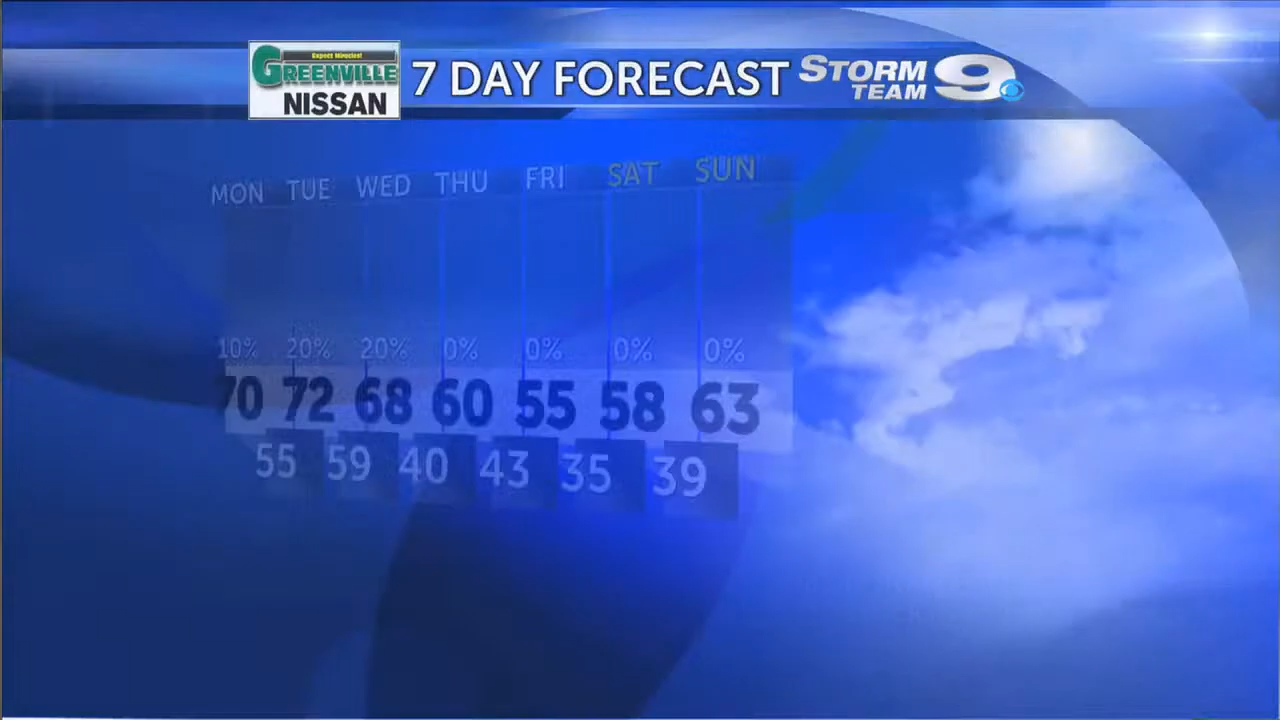 Expect Miracles!
GREENVILLE
NISSAN
7 DAY FORECAST
STORM
TEAM
9
MON TUE WED THU FRI SAT SUN
10% 20% 20% 0% 0% 0% 0%
70 72 68 60 55 58 63
55 59 40 43 35 39